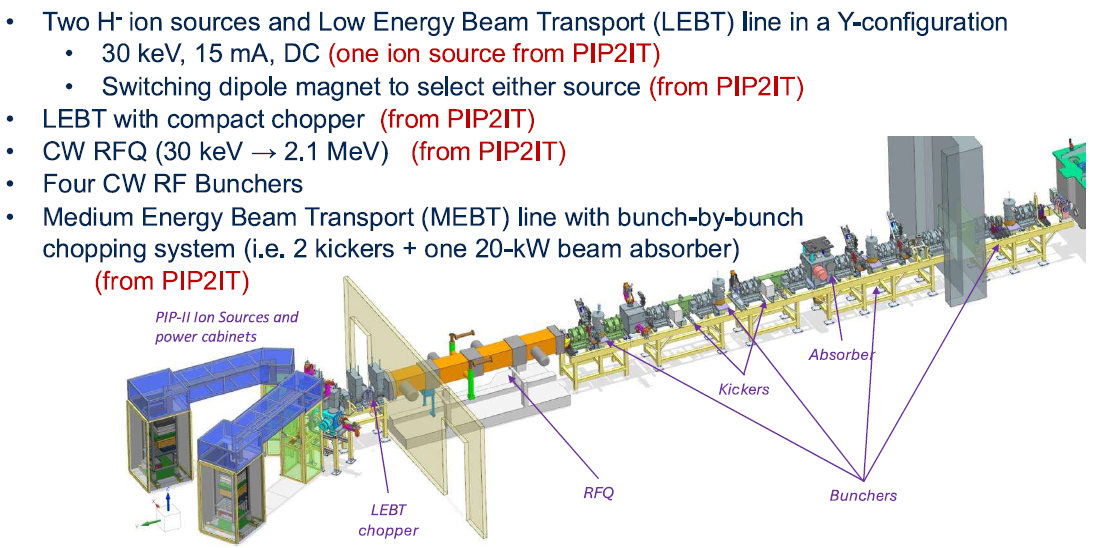 • Two H⁻ ion sources and Low Energy Beam Transport (LEBT) line in a Y-configuration
• 30 keV, 15 mA, DC (one ion source from PIP2IT)
• Switching dipole magnet to select either source (from PIP2IT)
• LEBT with compact chopper (from PIP2IT)
• CW RFQ (30 keV → 2.1 MeV) (from PIP2IT)
• Four CW RF Bunchers
• Medium Energy Beam Transport (MEBT) line with bunch-by-bunch
chopping system (i.e. 2 kickers + one 20-kW beam absorber)
(from PIP2IT)
PIP-II Ion Sources and
power cabinets
Absorber
Kickers
Bunchers
RFQ
LEBT
chopper